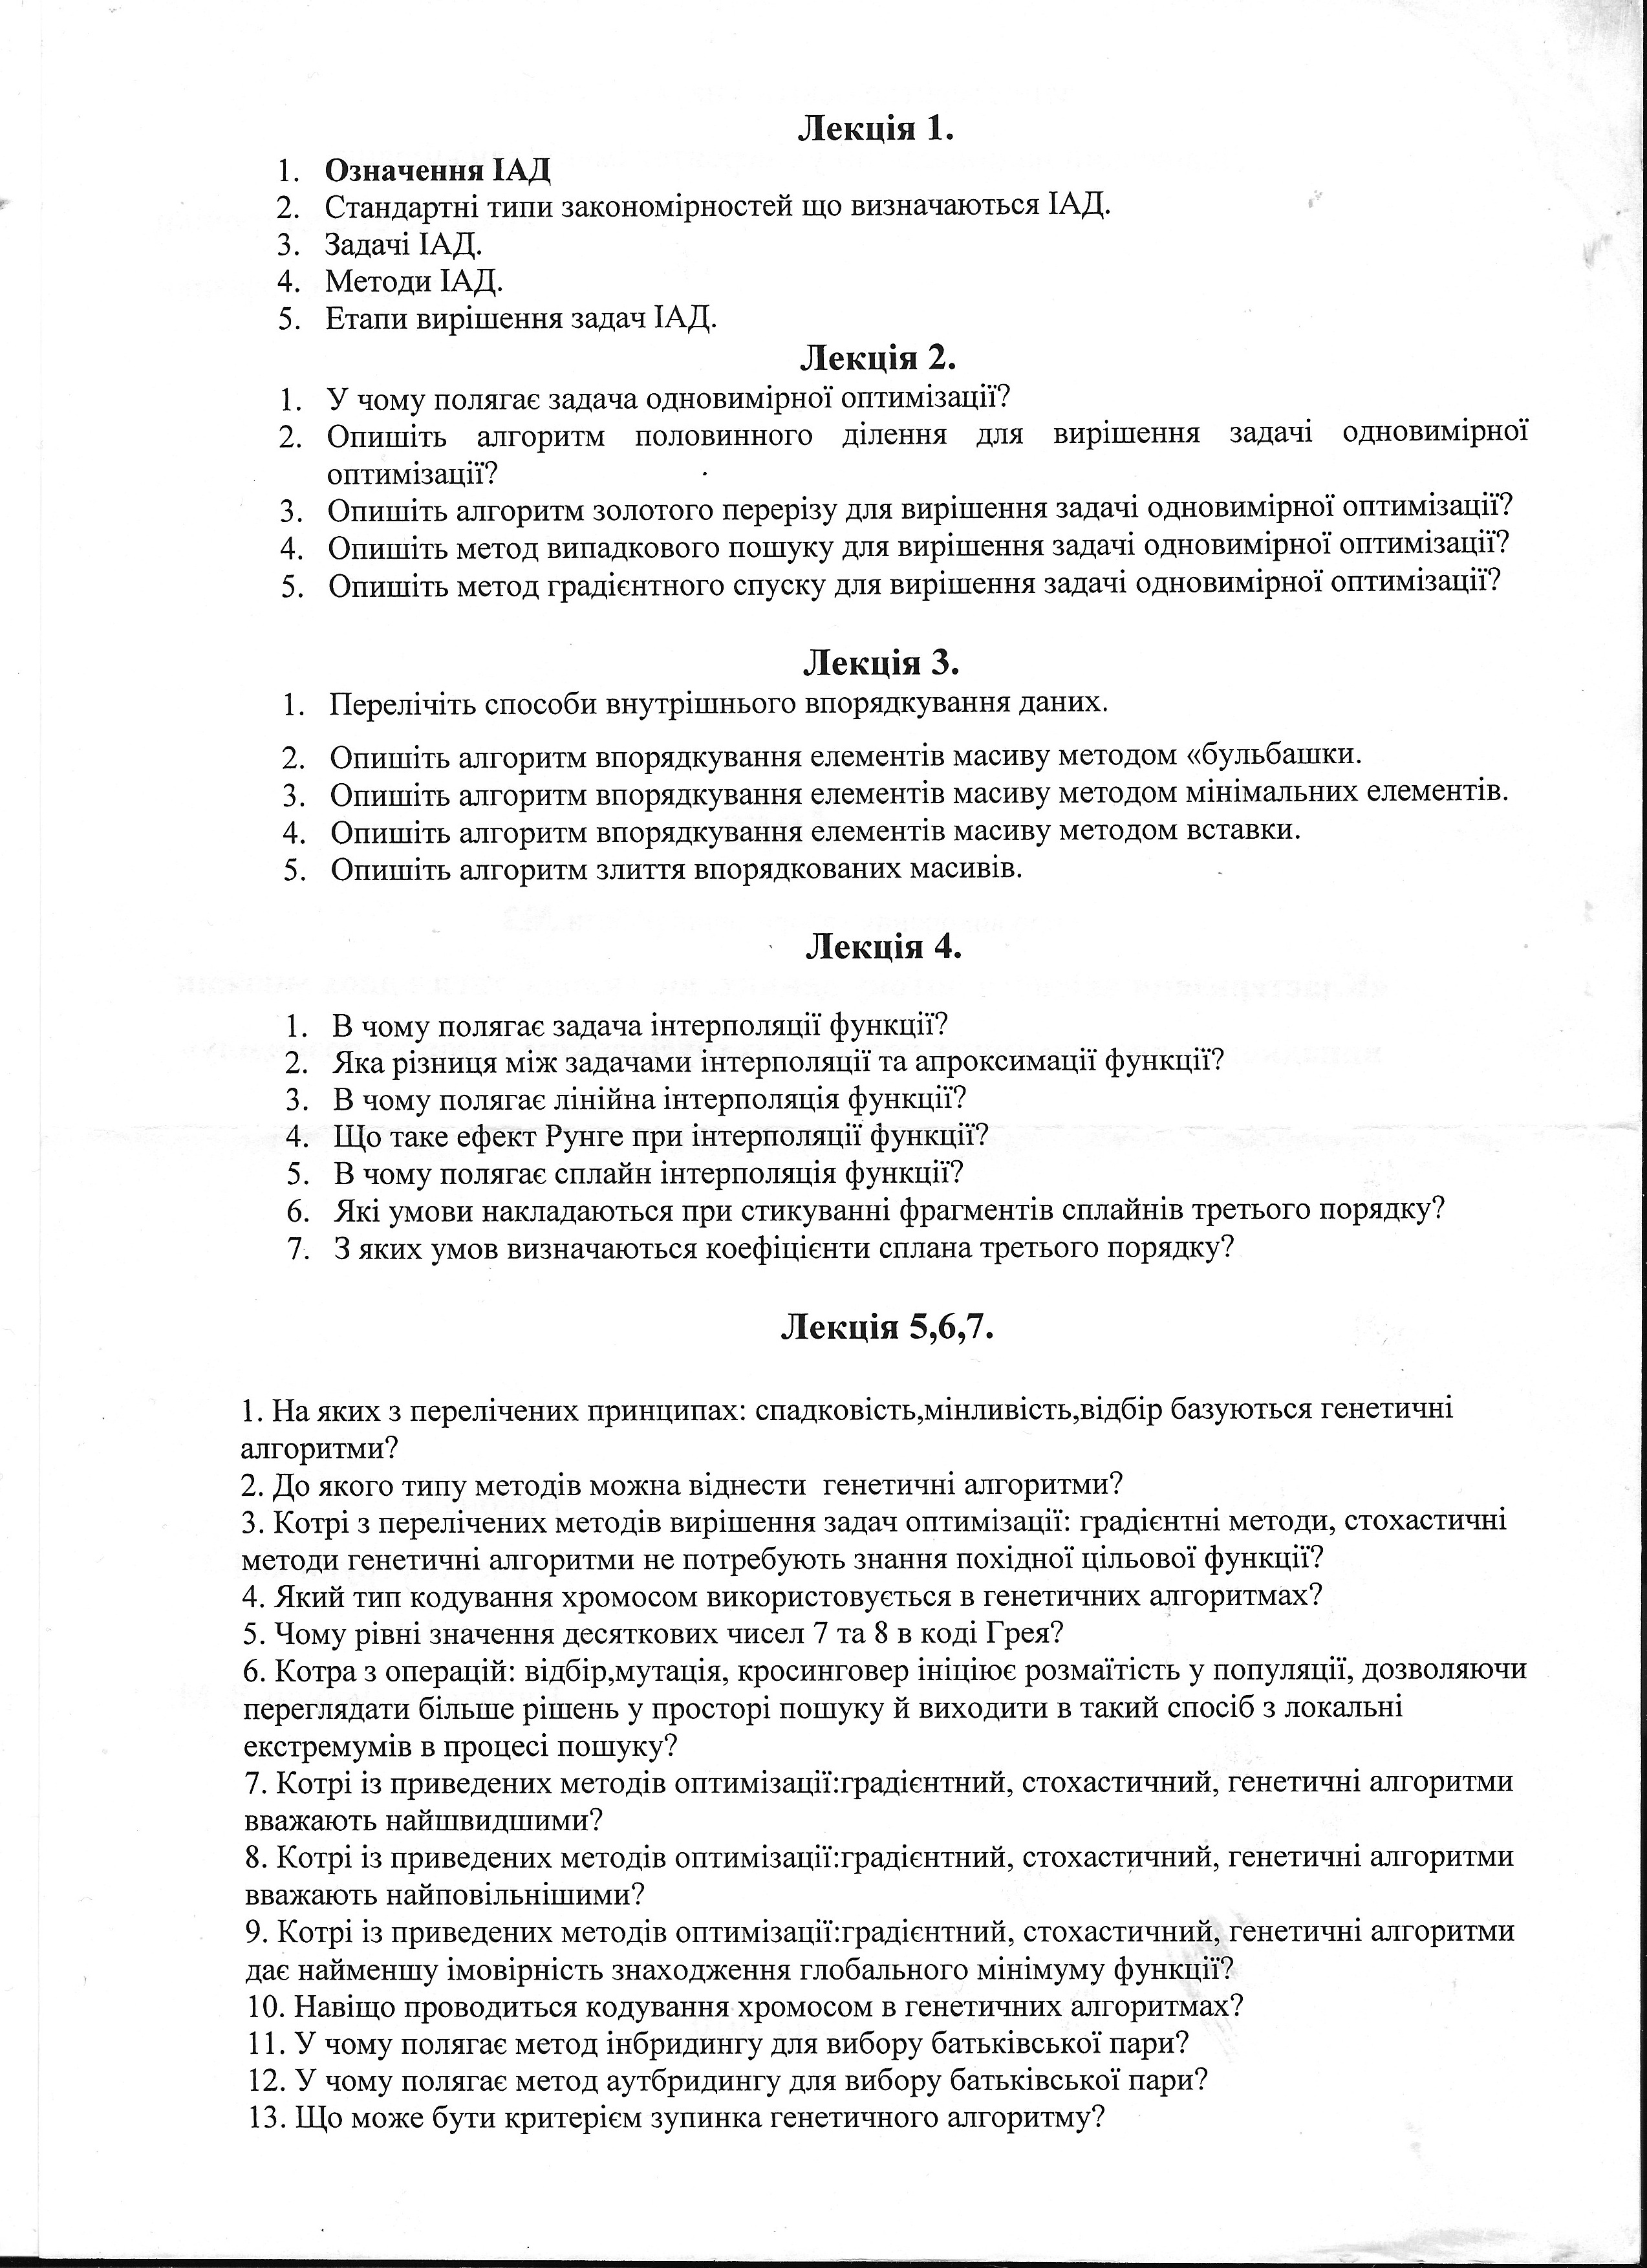 Лекція 1.
1. Означення ІАД
2. Стандартні типи закономірностей що визначаються ІАД.
3. Задачі ІАД.
4. Методи ІАД.
5. Етапи вирішення задач ІАД.
Лекція 2.
1. У чому полягає задача одновимірної оптимізації?
2. Опишіть алгоритм половинного ділення для вирішення задачі одновимірної
оптимізації?
3. Опишіть алгоритм золотого перерізу для вирішення задачі одновимірної оптимізації?
4. Опишіть метод випадкового пошуку для вирішення задачі одновимірної оптимізації?
5. Опишіть метод градієнтного спуску для вирішення задачі одновимірної оптимізації?
Лекція 3.
1. Перелічіть способи внутрішнього впорядкування даних.
2. Опишіть алгоритм впорядкування елементів масиву методом «бульбашки.
3. Опишіть алгоритм впорядкування елементів масиву методом мінімальних елементів.
4. Опишіть алгоритм впорядкування елементів масиву методом вставки.
5. Опишіть алгоритм злиття впорядкованих масивів.
Лекція 4.
1. В чому полягає задача інтерполяції функції?
2. Яка різниця між задачами інтерполяції та апроксимації функції?
3. В чому полягає лінійна інтерполяція функції?
4. Що таке ефект Рунге при інтерполяції функції?
5. В чому полягає сплайн інтерполяція функції?
6. Які умови накладаються при стикуванні фрагментів сплайнів третього порядку?
7. З яких умов визначаються коефіцієнти сплана третього порядку?
Лекція 5,6,7.
1. На яких з перелічених принципах: спадковість,мінливість,відбір базуються генетичні
алгоритми?
2. До якого типу методів можна віднести генетичні алгоритми?
3. Котрі з перелічених методів вирішення задач оптимізації: градієнтні методи, стохастичні
методи генетичні алгоритми не потребують знання похідної цільової функції?
4. Який тип кодування хромосом використовується в генетичних алгоритмах?
5. Чому рівні значення десяткових чисел 7 та 8 в коді Грея?
6. Котра з операцій: відбір,мутація, кросинговер ініціює розмаїтість у популяції, дозволяючи
переглядати більше рішень у просторі пошуку й виходити в такий спосіб з локальні
екстремумів в процесі пошуку?
7. Котрі із приведених методів оптимізації:градієнтний, стохастичний, генетичні алгоритми
вважають найшвидшими?
8. Котрі із приведених методів оптимізації:градієнтний, стохастичний, генетичні алгоритми
вважають найповільнішими?
9. Котрі із приведених методів оптимізації:градієнтний, стохастичний, генетичні алгоритми
дає найменшу імовірність знаходження глобального мінімуму функції?
10. Навіщо проводиться кодування хромосом в генетичних алгоритмах?
11. У чому полягає метод інбридингу для вибору батьківської пари?
12. У чому полягає метод аутбридингу для вибору батьківської пари?
13. Що може бути критерієм зупинка генетичного алгоритму?